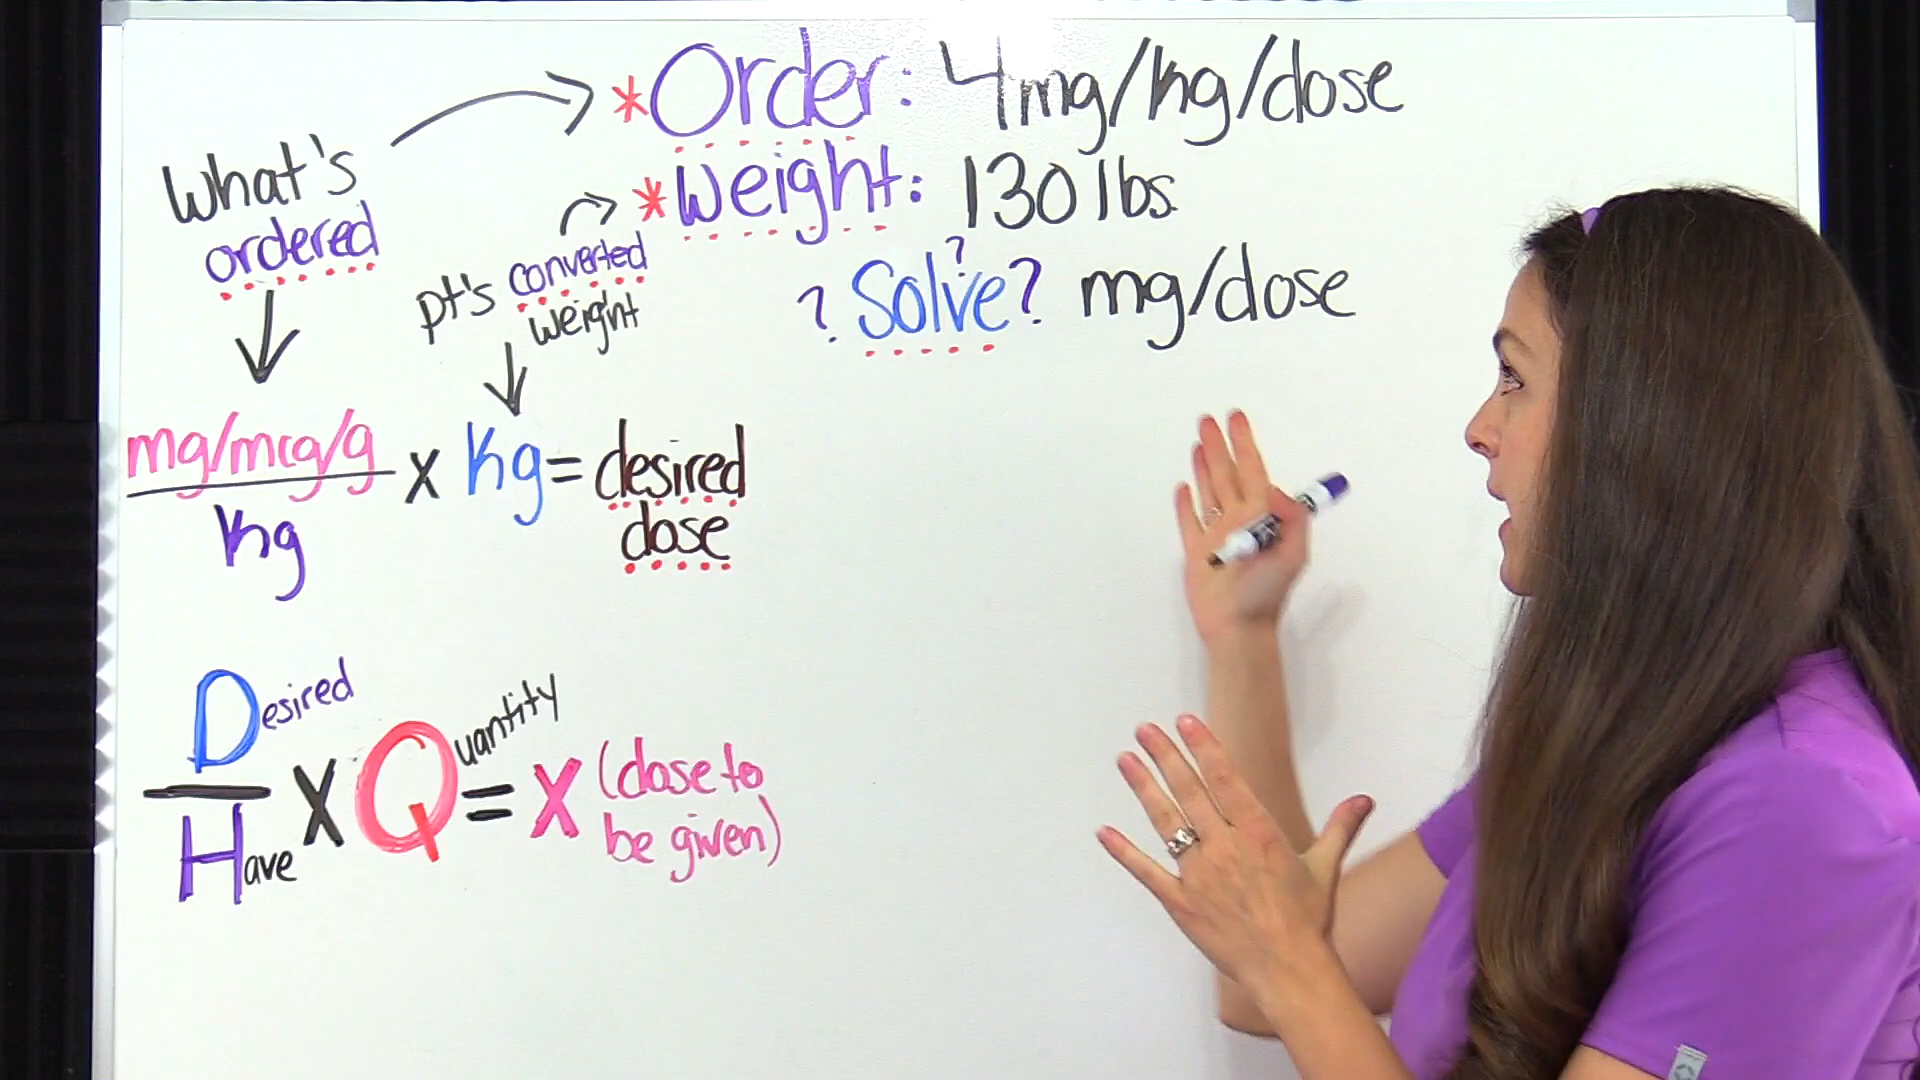 *Order: 4mg/kg/dose
*Weight: 130 lbs
? Solve? ? mg/dose
What's
ordered
pt's converted
weight
mg/mcg/g
kg
x kg = desired
dose
Desired
Have
x Quantity = x (dose to
be given)